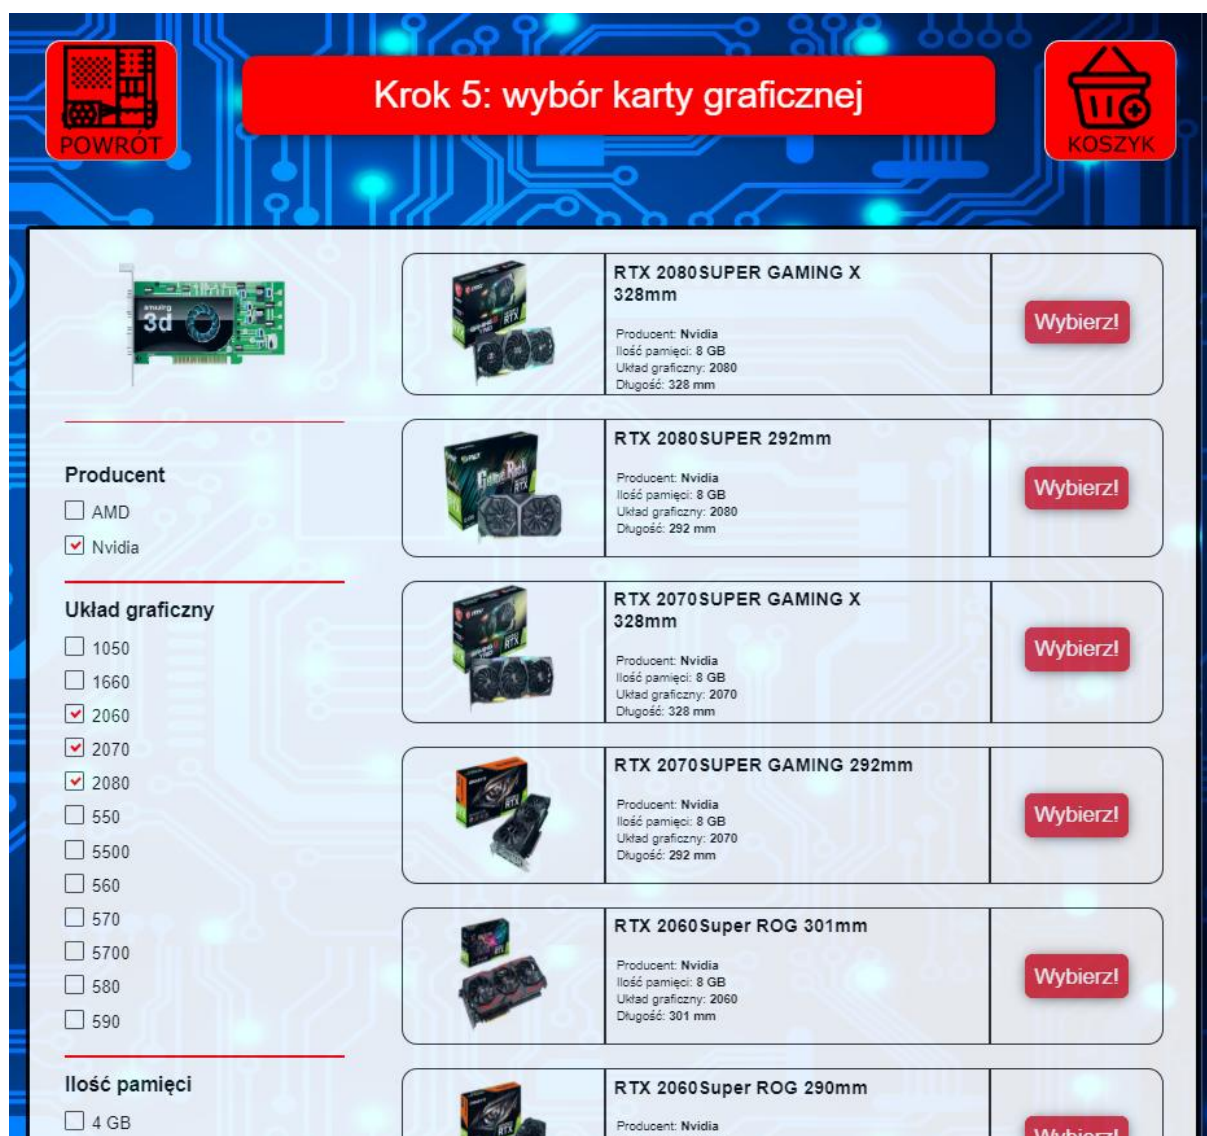 POWRÓT
Krok 5: wybór karty graficznej
KOSZYK
amazing
3d
Producent
AMD
Nvidia
Układ graficzny
1050
1660
2060
2070
2080
550
5500
560
570
5700
580
590
Ilość pamięci
4 GB
RTX 2080SUPER GAMING X
328mm
Producent: Nvidia
Ilość pamięci: 8 GB
Układ graficzny: 2080
Długość: 328 mm
Wybierz!
RTX 2080SUPER 292mm
Producent: Nvidia
Ilość pamięci: 8 GB
Układ graficzny: 2080
Długość: 292 mm
Wybierz!
RTX 2070SUPER GAMING X
328mm
Producent: Nvidia
Ilość pamięci: 8 GB
Układ graficzny: 2070
Długość: 328 mm
Wybierz!
RTX 2070SUPER GAMING 292mm
Producent: Nvidia
Ilość pamięci: 8 GB
Układ graficzny: 2070
Długość: 292 mm
Wybierz!
RTX 2060Super ROG 301mm
Producent: Nvidia
Ilość pamięci: 8 GB
Układ graficzny: 2060
Długość: 301 mm
Wybierz!
RTX 2060Super ROG 290mm
Producent: Nvidia
Wybierz!